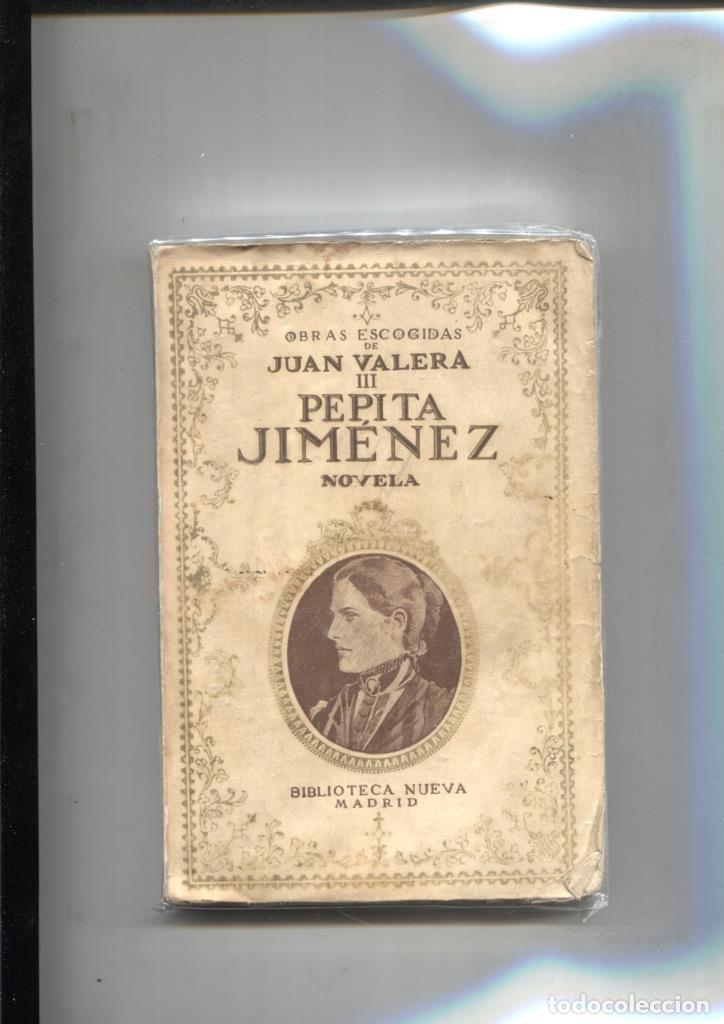 OBRAS ESCOGIDAS
DE
JUAN VALERA
III
PEPITA
JIMÉNEZ
NOVELA
BIBLIOTECA NUEVA
MADRID
todocoleccion